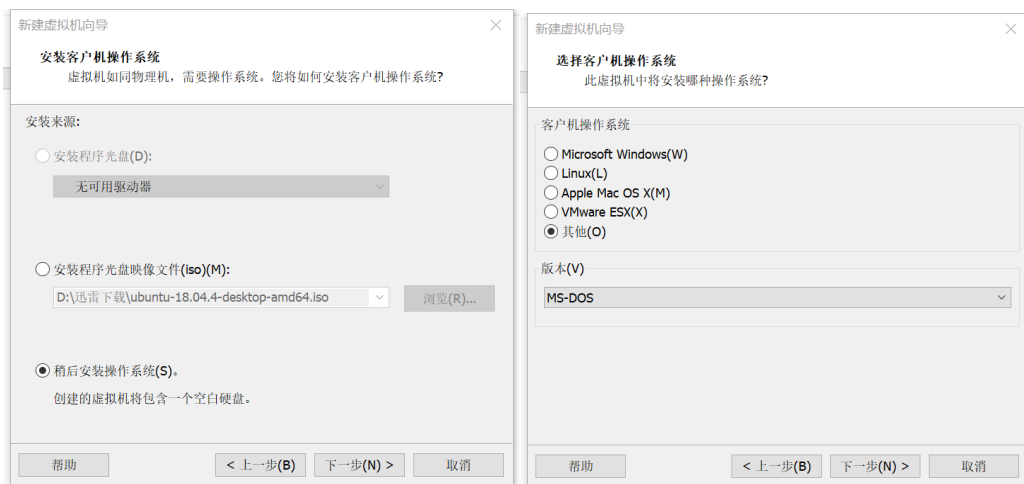 新建虚拟机向导
安装客户机操作系统
虚拟机如同物理机，需要操作系统。您将如何安装客户机操作系统?
安装来源:
安装程序光盘(D):
无可用驱动器
安装程序光盘映像文件(iso)(M):
D:\迅雷下载\ubuntu-18.04.4-desktop-amd64.iso
浏览(R)...
稍后安装操作系统(S)。
创建的虚拟机将包含一个空白硬盘。
帮助
< 上一步(B)
下一步(N) >
取消
新建虚拟机向导
选择客户机操作系统
此虚拟机中将安装哪种操作系统?
客户机操作系统
Microsoft Windows(W)
Linux(L)
Apple Mac OS X(M)
VMware ESX(X)
其他(O)
版本(V)
MS-DOS
帮助
< 上一步(B)
下一步(N) >
取消